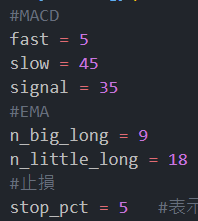 #MACD
fast = 5
slow = 45
signal = 35
#EMA
n_big_long = 9
n_little_long = 18
#止損
stop_pct = 5 #表示